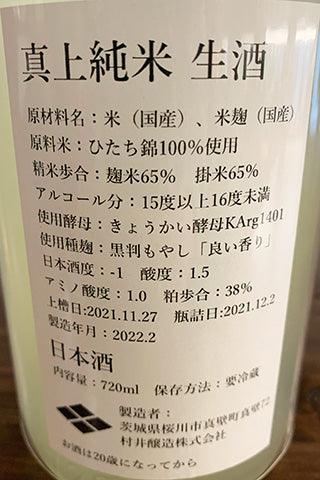 真上純米 生酒
原材料名：米（国産）、米麹（国産）
原料米：ひたち錦100％使用
精米歩合：麹米65％ 掛米65％
アルコール分：15度以上16度未満
使用酵母：きょうかい酵母KArg1401
使用種麹：黒判もやし「良い香り」
日本酒度：-1 酸度：1.5
アミノ酸度：1.0 粕歩合：38％
上槽日:2021.11.27 瓶詰日:2021.12.2
製造年月：2022.2
日本酒
内容量：720ml 保存方法：要冷蔵
製造者：
茨城県桜川市真壁町真壁72
村井醸造株式会社
お酒は20歳になってから